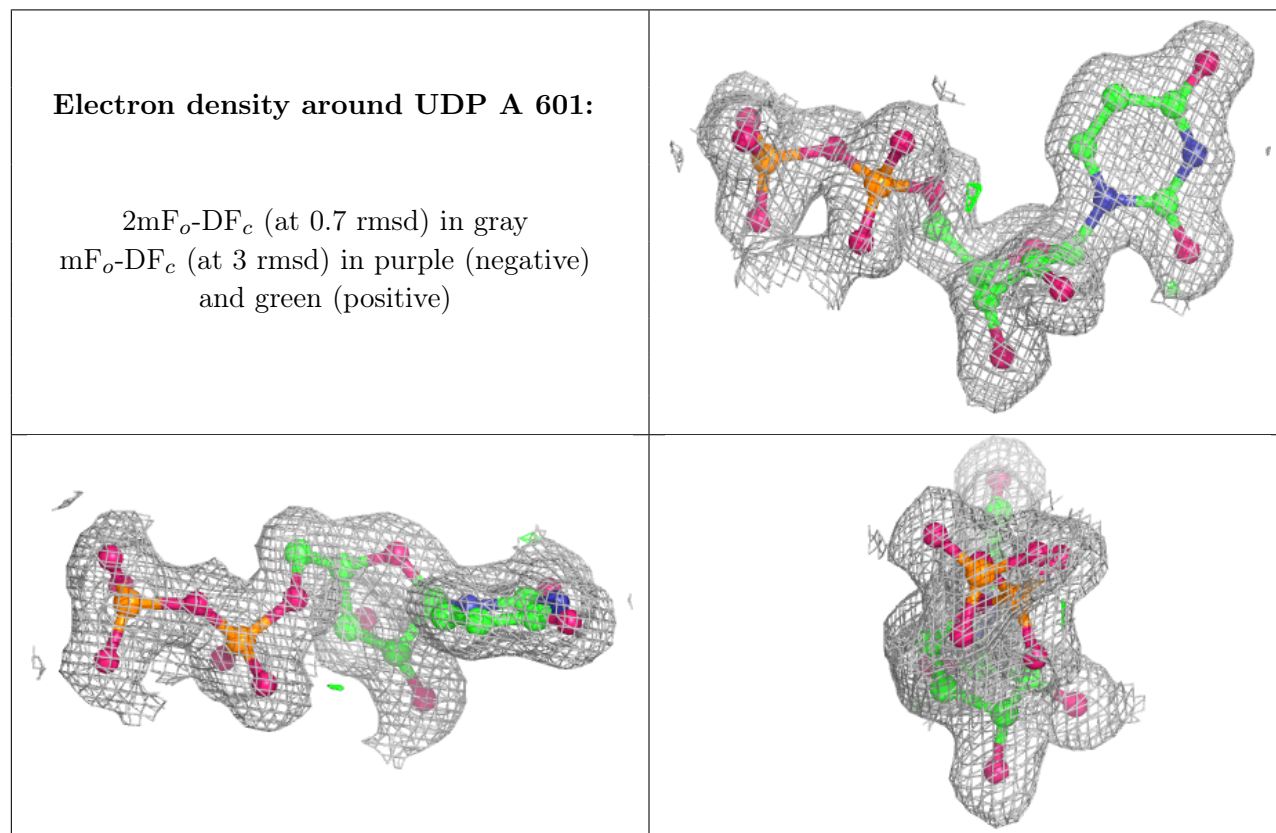 Electron density around UDP A 601:
2mFo-DFc (at 0.7 rmsd) in gray
mFo-DFc (at 3 rmsd) in purple (negative)
and green (positive)